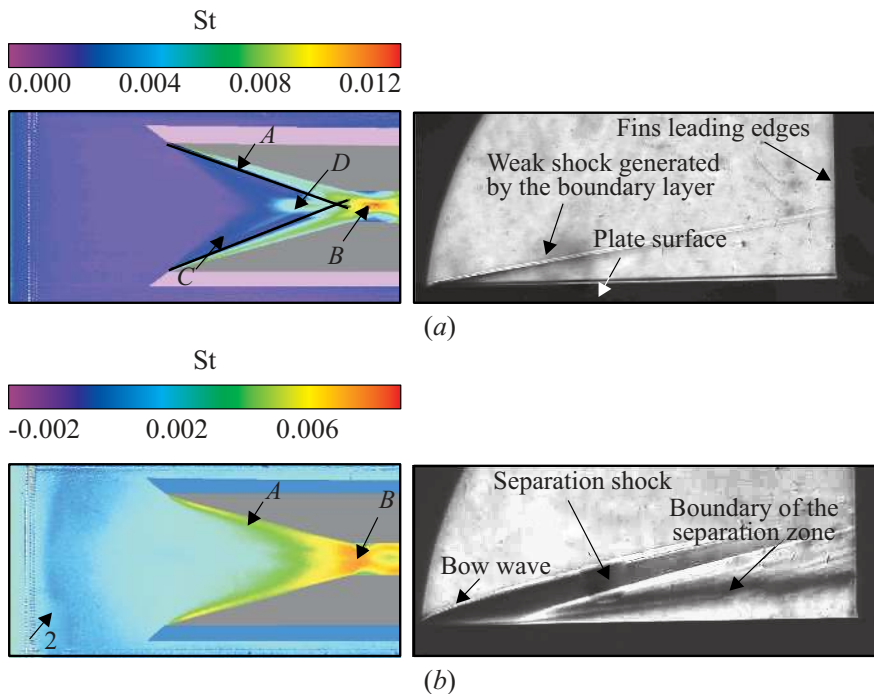 St
0.000 0.004 0.008 0.012
A
D
C
B
Fins leading edges
Weak shock generated
by the boundary layer
Plate surface
(a)
St
-0.002 0.002 0.006
A
B
2
Separation
shock
Boundary of the
separation zone
Bow wave
(b)